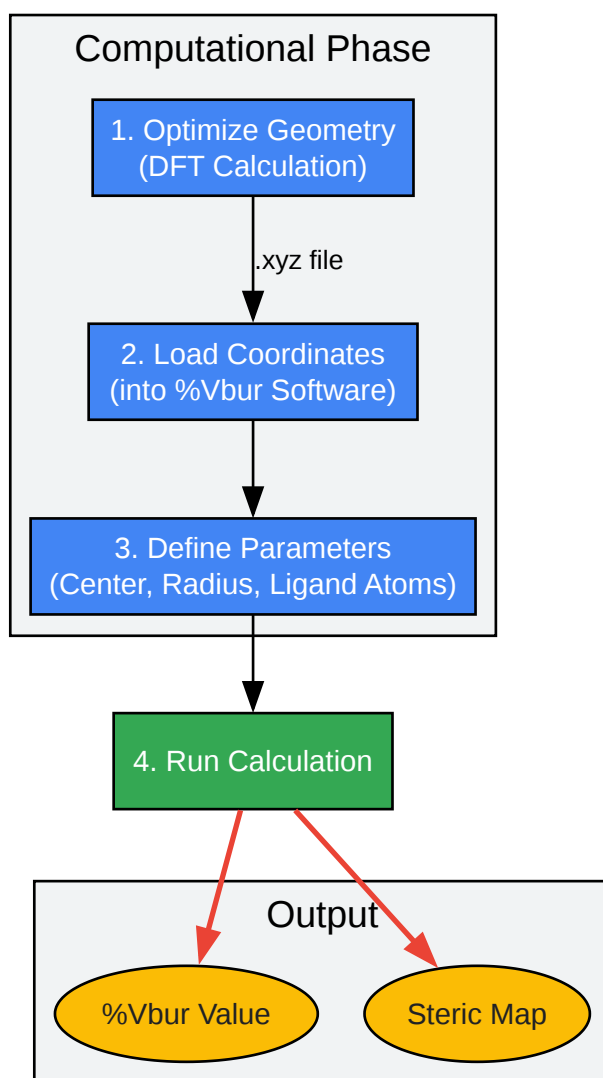 Computational Phase
1. Optimize Geometry
(DFT Calculation)
.xyz file
2. Load Coordinates
(into %Vbur Software)
3. Define Parameters
(Center, Radius, Ligand Atoms)
4. Run Calculation
Output
%Vbur Value
Steric Map